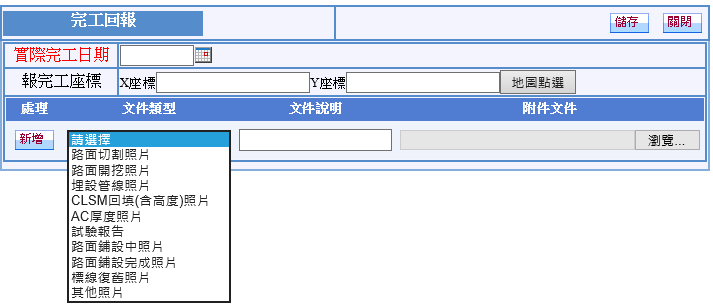 完工回報 儲存 關閉
實際完工日期
報完工座標 X座標 Y座標 地圖點選
處理 文件類型 文件說明 附件文件
新增 請選擇 瀏覽...
路面切割照片
路面開挖照片
埋設管線照片
CLSM回填(含高度)照片
AC厚度照片
試驗報告
路面鋪設中照片
路面鋪設完成照片
標線復舊照片
其他照片